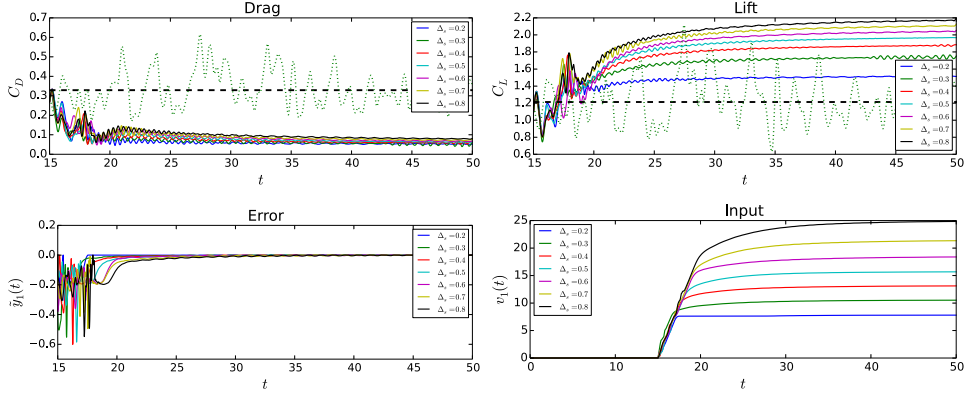 Drag
C_D
0.7
0.6
0.5
0.4
0.3
0.2
0.1
0.0
15 20 25 30 35 40 45 50
t
Δ_s =0.2
Δ_s =0.3
Δ_s =0.4
Δ_s =0.5
Δ_s =0.6
Δ_s =0.7
Δ_s =0.8
Lift
C_L
2.2
2.0
1.8
1.6
1.4
1.2
1.0
0.8
0.6
15 20 25 30 35 40 45 50
t
Δ_s =0.2
Δ_s =0.3
Δ_s =0.4
Δ_s =0.5
Δ_s =0.6
Δ_s =0.7
Δ_s =0.8
Error
ỹ_1(t)
0.2
0.0
−0.2
−0.4
−0.6
15 20 25 30 35 40 45 50
t
Δ_s =0.2
Δ_s =0.3
Δ_s =0.4
Δ_s =0.5
Δ_s =0.6
Δ_s =0.7
Δ_s =0.8
Input
v_1(t)
25
20
15
10
5
0
0 10 20 30 40 50
t
Δ_s =0.2
Δ_s =0.3
Δ_s =0.4
Δ_s =0.5
Δ_s =0.6
Δ_s =0.7
Δ_s =0.8